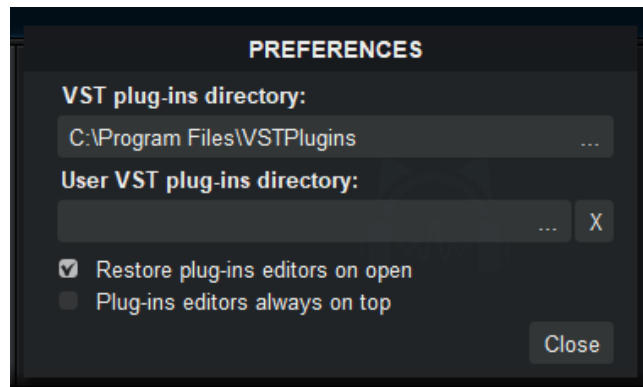 PREFERENCES
VST plug-ins directory:
C:\Program Files\VSTPlugins ...
User VST plug-ins directory:
... X
Restore plug-ins editors on open
Plug-ins editors always on top
Close